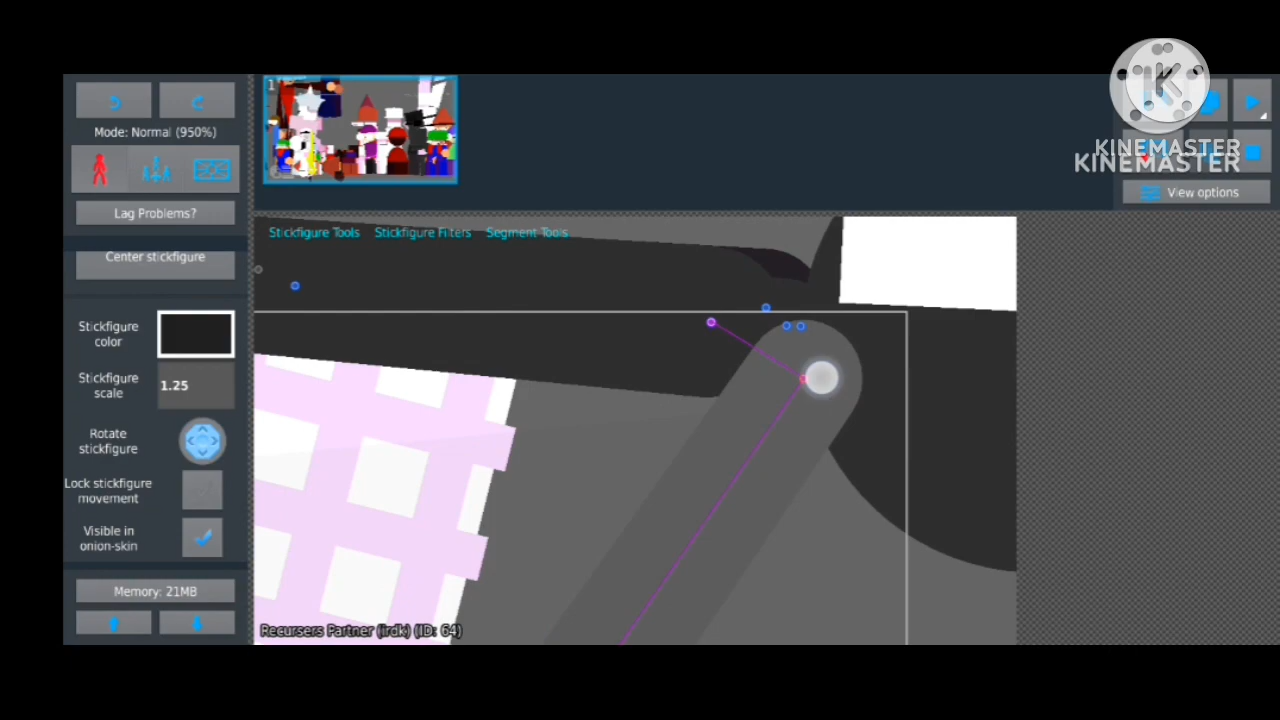 1
Mode: Normal (950%)
KINEMASTER
KINEMASTER
Lag Problems?
View options
Stickfigure Tools Stickfigure Filters Segment Tools
Center stickfigure
Stickfigure
color
Stickfigure
scale
1.25
Rotate
stickfigure
Lock stickfigure
movement
Visible in
onion-skin
Memory: 21MB
Recursers Partner (irdk) (ID: 64)